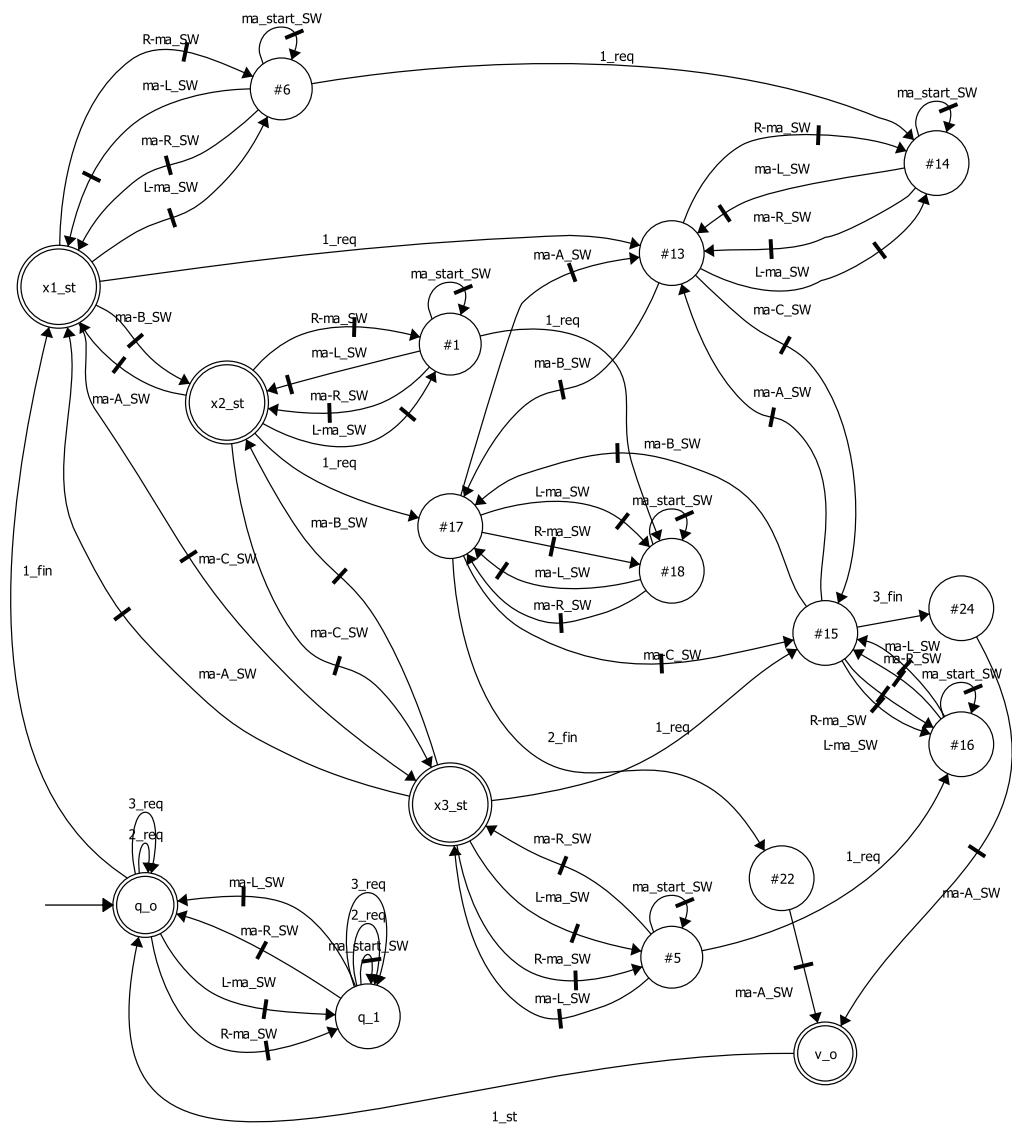 ma_start_SW
R-ma_SW
1_req
ma-L_SW
#6
ma_start_SW
R-ma_SW
ma-R_SW
#14
ma-L_SW
L-ma_SW
ma-R_SW
1_req
#13
ma-A_SW
L-ma_SW
ma_start_SW
x1_st
ma-C_SW
ma-B_SW
R-ma_SW
1_req
#1
ma-L_SW
ma-B_SW
ma-A_SW
ma-R_SW
ma-A_SW
x2_st
L-ma_SW
ma-B_SW
1_req
L-ma_SW
ma_start_SW
ma-B_SW
#17
R-ma_SW
ma-C_SW
#18
ma-L_SW
1_fin
3_fin
#24
ma-R_SW
ma-C_SW
#15
ma-L_SW
ma-C_SW
ma-R_SW
ma-A_SW
ma_start_SW
R-ma_SW
1_req
2_fin
L-ma_SW
#16
3_req
x3_st
2_req
ma-R_SW
1_req
ma-L_SW
3_req
ma_start_SW
#22
L-ma_SW
ma-A_SW
q_o
2_req
ma-R_SW
ma_start_SW
R-ma_SW
#5
L-ma_SW
ma-L_SW
ma-A_SW
q_1
R-ma_SW
v_o
1_st